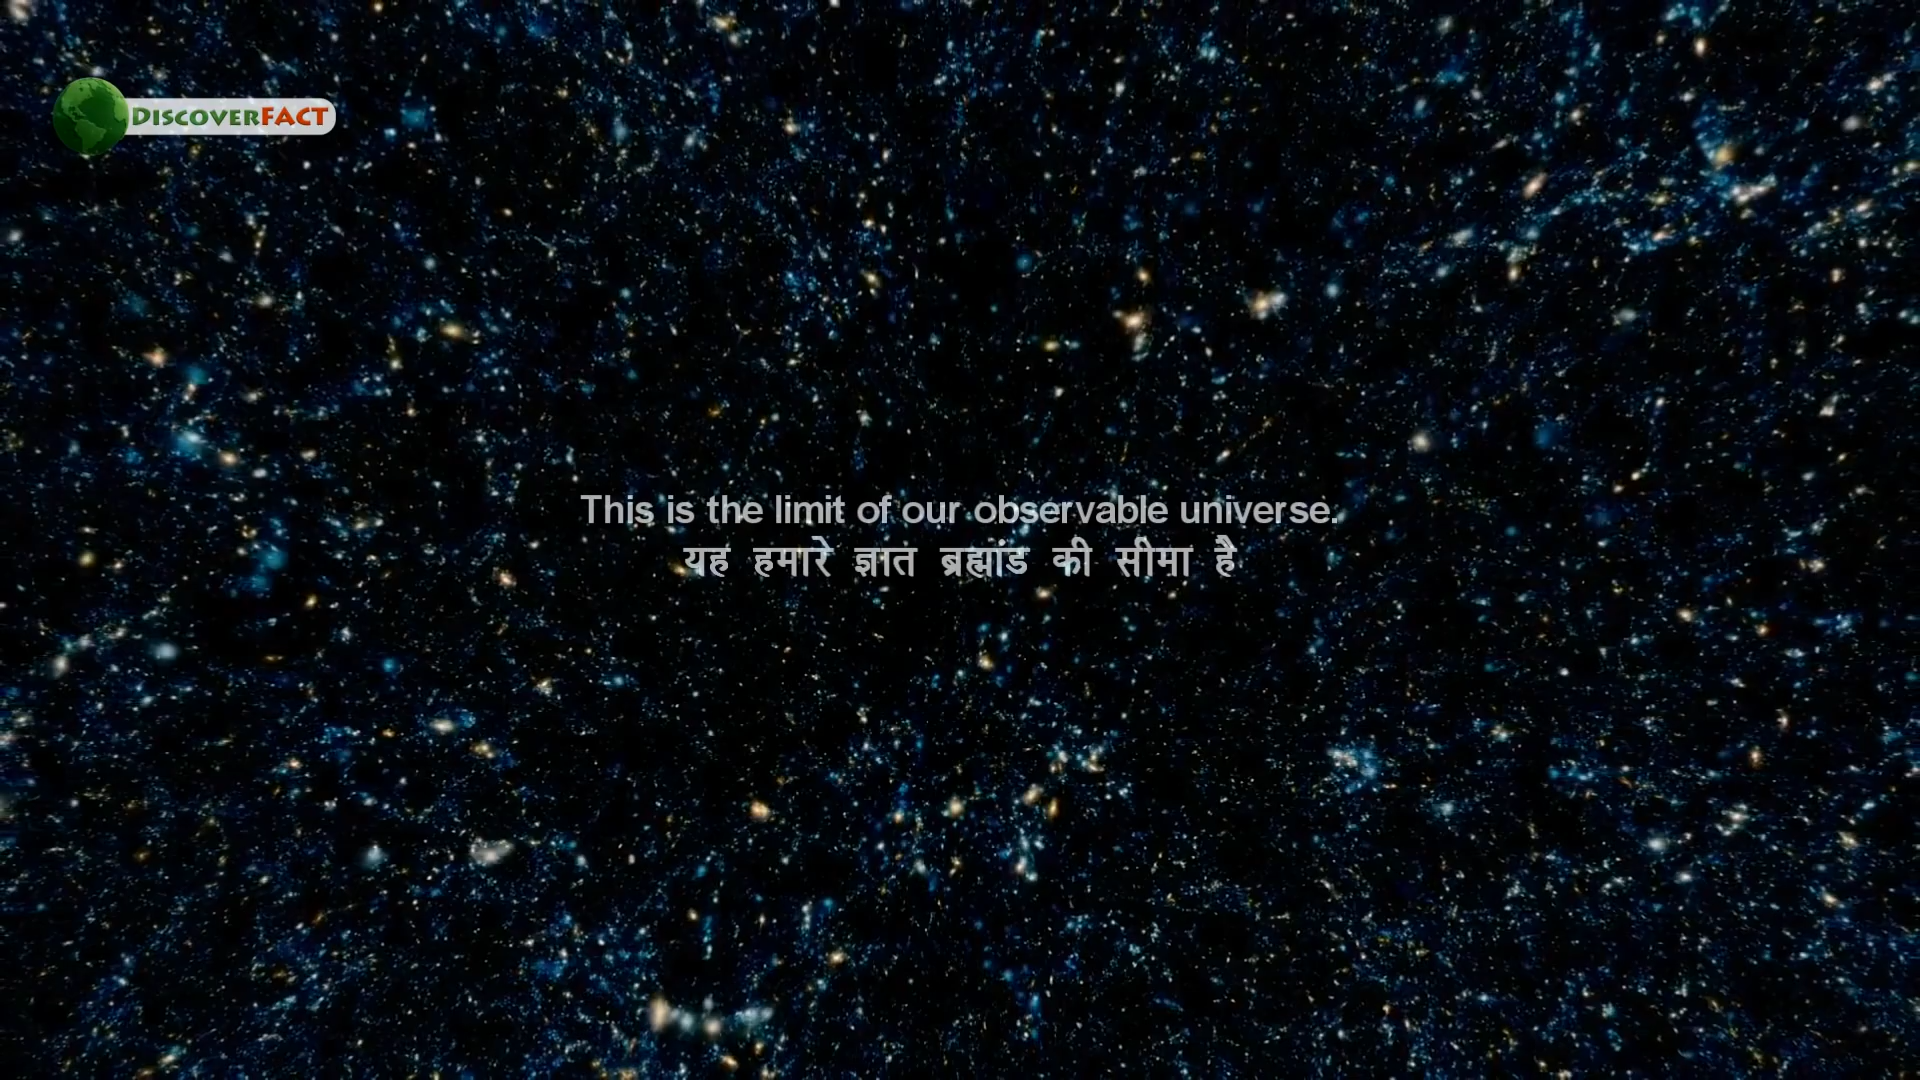 DISCOVERFACT
This is the limit of our observable universe.
यह हमारे ज्ञात ब्रह्मांड की सीमा है